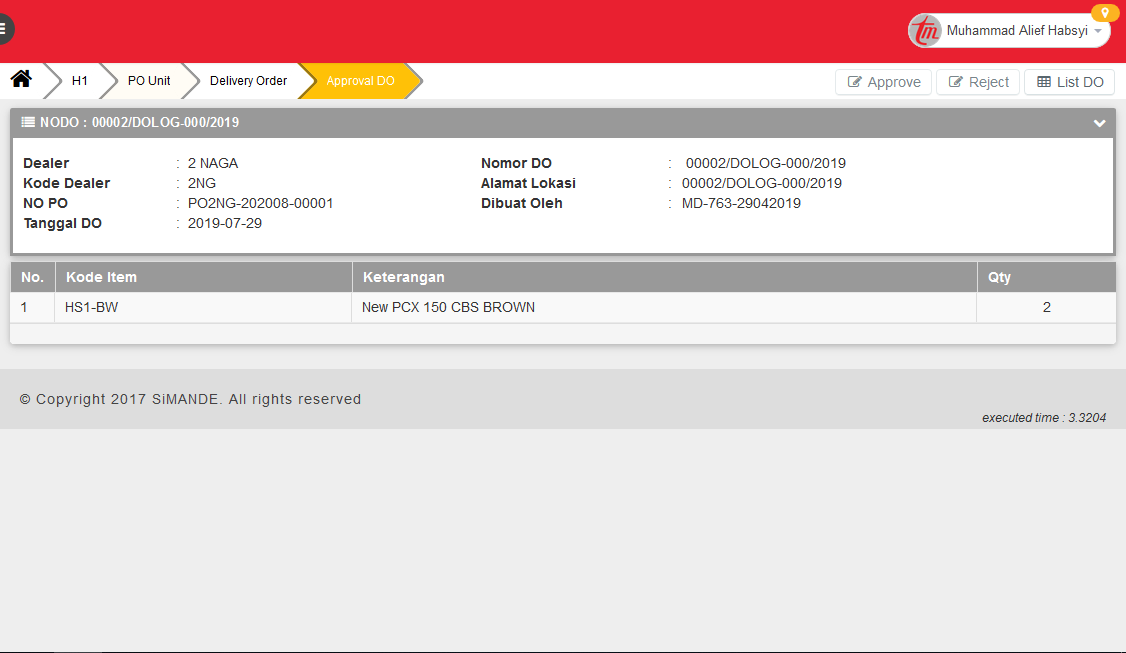 tm Muhammad Alief Habsyi
H1 PO Unit Delivery Order Approval DO Approve Reject List DO
NODO : 00002/DOLOG-000/2019
Dealer : 2 NAGA Nomor DO : 00002/DOLOG-000/2019
Kode Dealer : 2NG Alamat Lokasi : 00002/DOLOG-000/2019
NO PO : PO2NG-202008-00001 Dibuat Oleh : MD-763-29042019
Tanggal DO : 2019-07-29
No. Kode Item Keterangan Qty
1 HS1-BW New PCX 150 CBS BROWN 2
© Copyright 2017 SiMANDE. All rights reserved
executed time : 3.3204